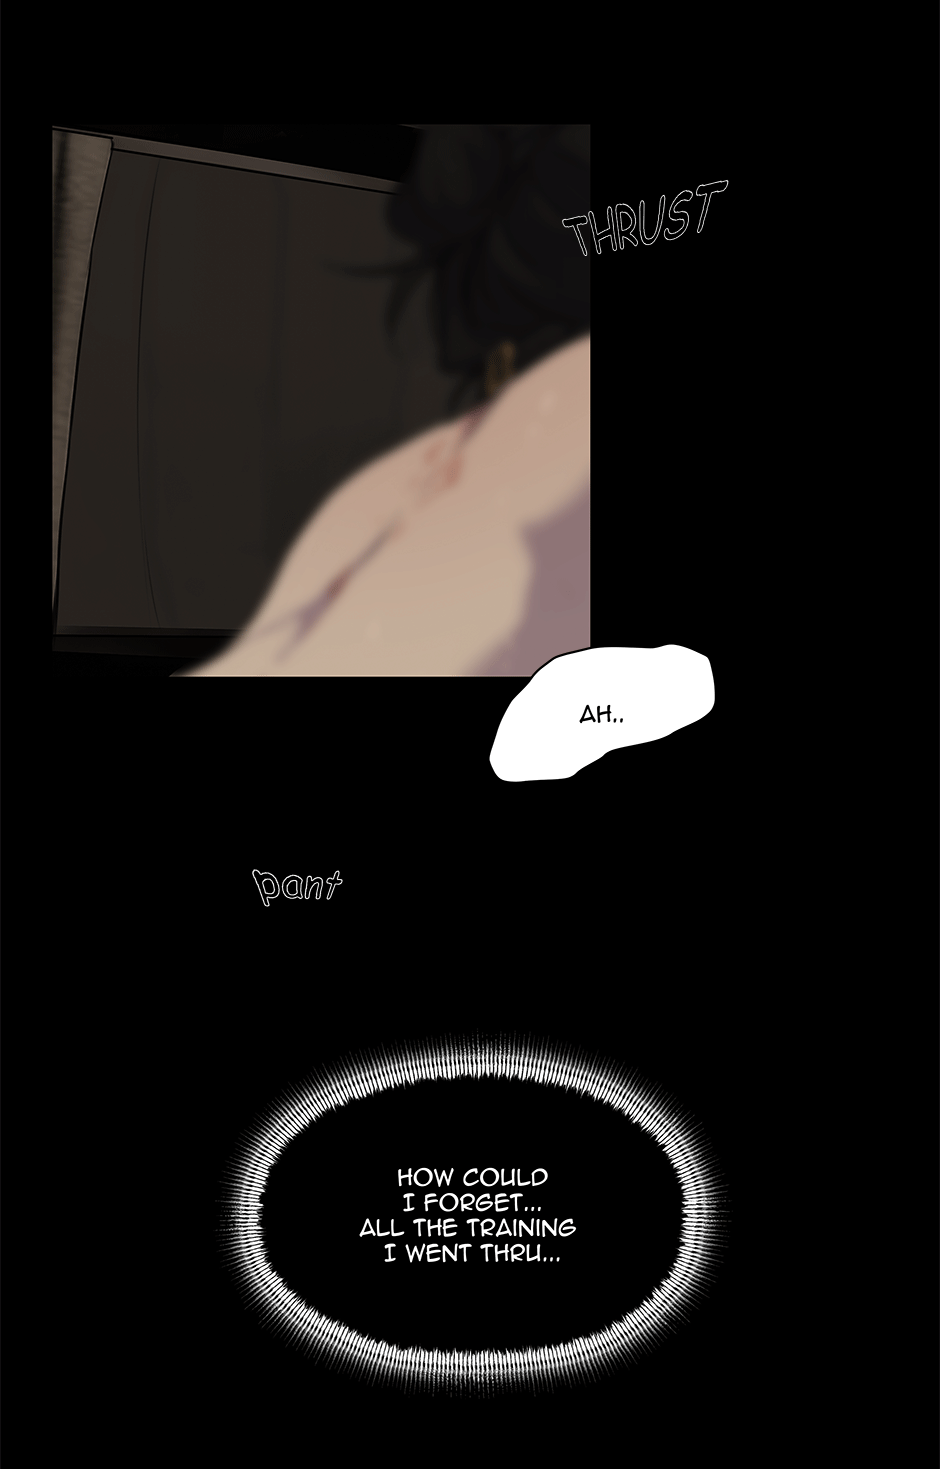 THRUST
AH..
pant
HOW COULD
I FORGET...
ALL THE TRAINING
I WENT THRU...